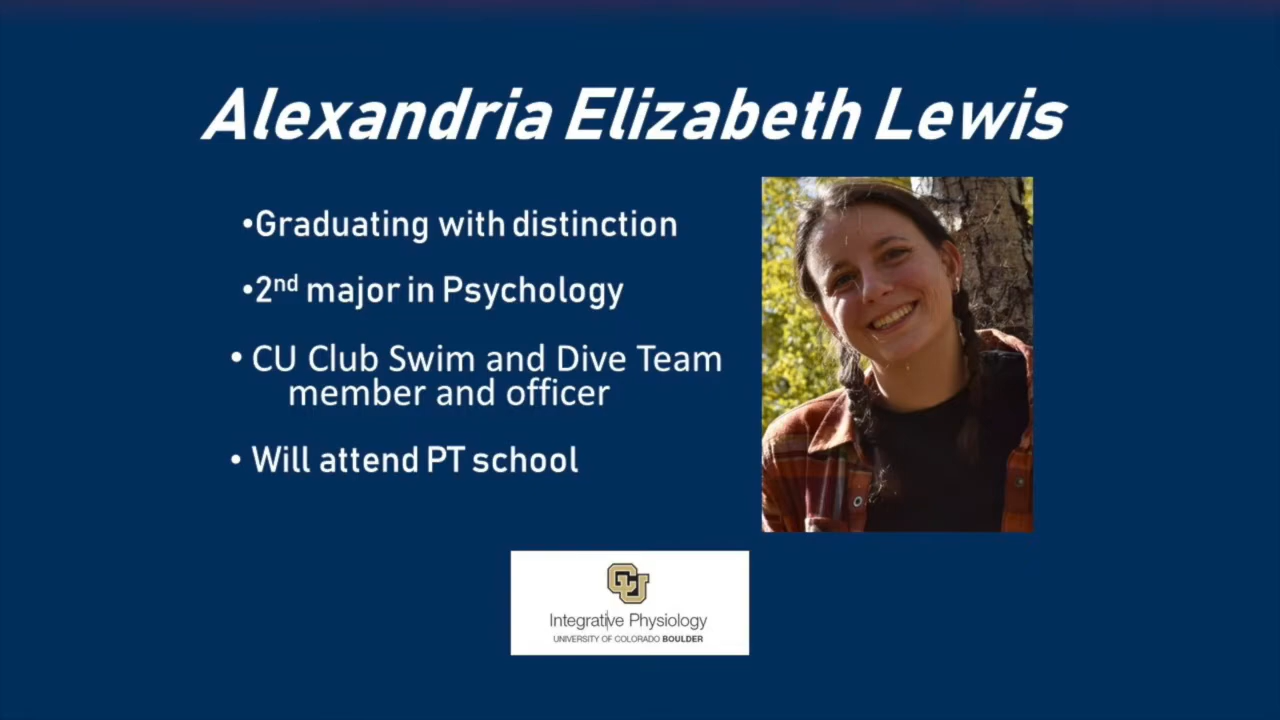 Alexandria Elizabeth Lewis
•Graduating with distinction
•2nd major in Psychology
• CU Club Swim and Dive Team
member and officer
• Will attend PT school
CU
Integrative Physiology
UNIVERSITY OF COLORADO BOULDER